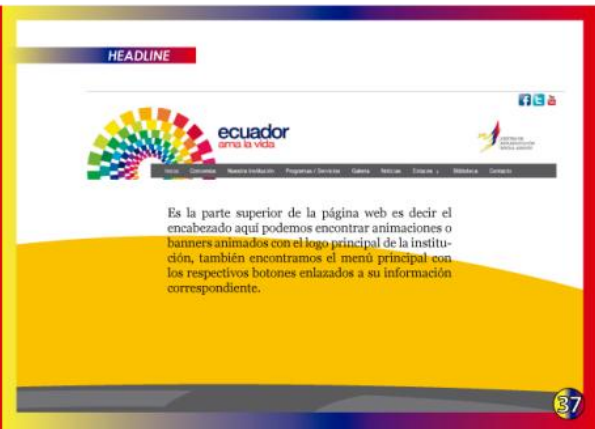 HEADLINE
ecuador
ama la vida
Inicio Conócenos Nuestra Institución Programas / Servicios Galería Noticias Enlaces Biblioteca Contacto
Es la parte superior de la página web es decir el
encabezado aquí podemos encontrar animaciones o
banners animados con el logo principal de la institu-
ción, también encontramos el menú principal con
los respectivos botones enlazados a su información
correspondiente.
37